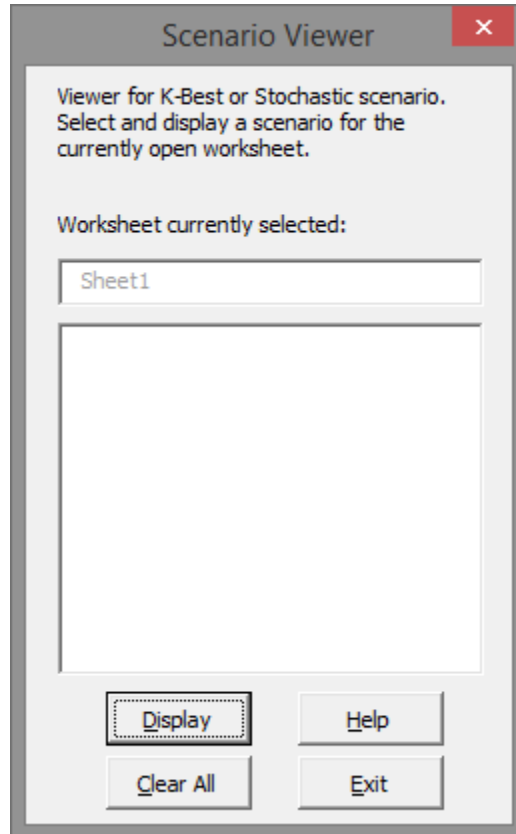 Scenario Viewer
Viewer for K-Best or Stochastic scenario.
Select and display a scenario for the
currently open worksheet.
Worksheet currently selected:
Sheet1
Display
Help
Clear All
Exit